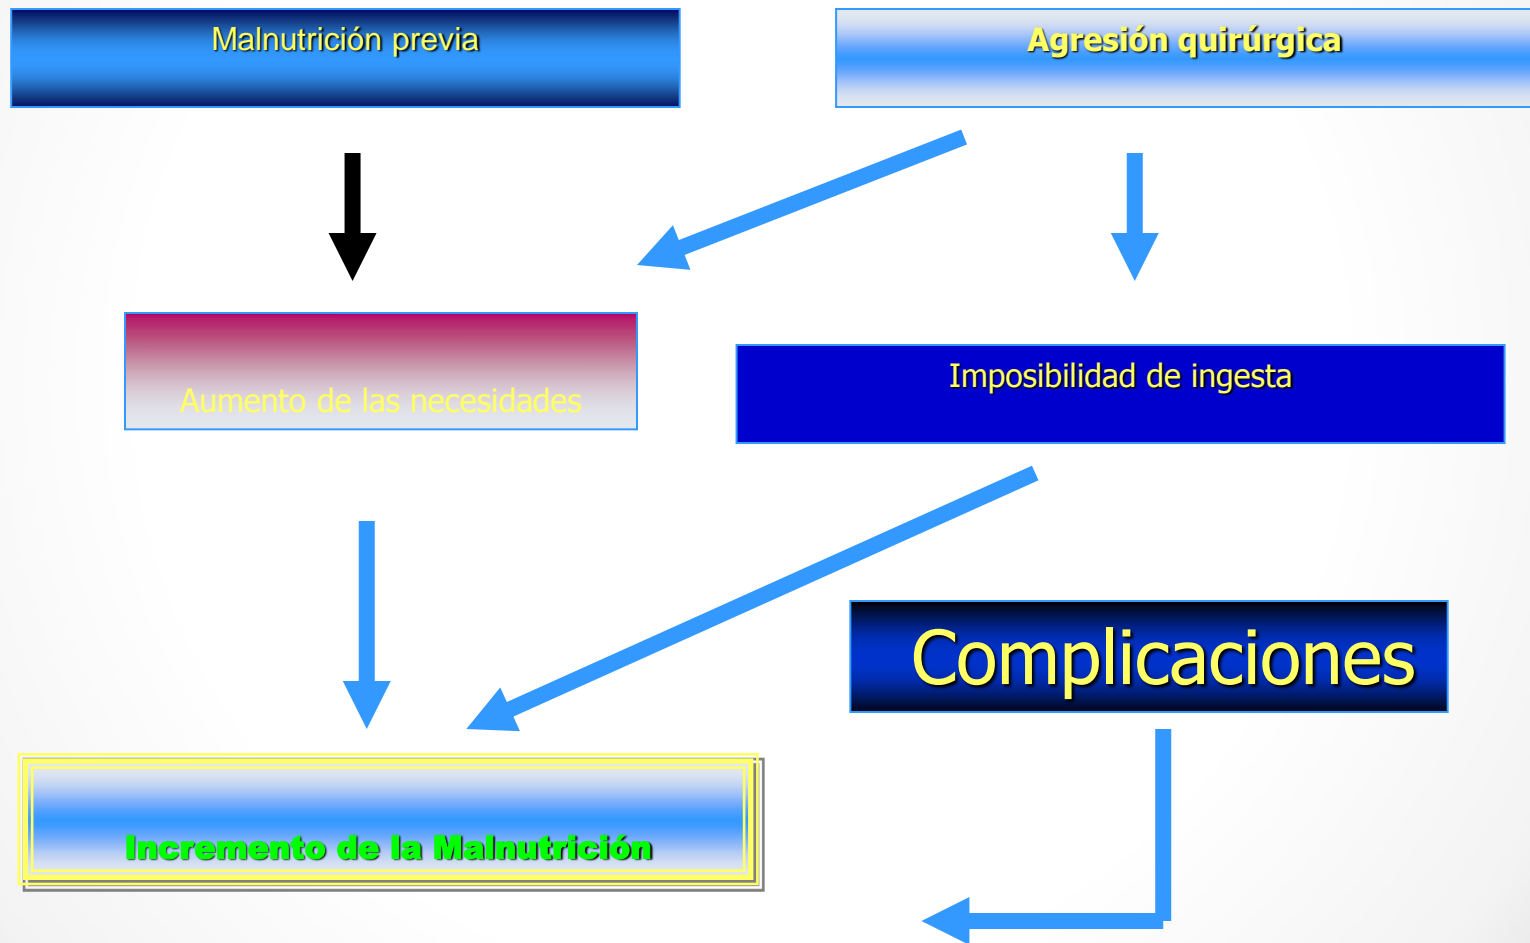 Malnutrición previa
Agresión quirúrgica
Aumento de las necesidades
Imposibilidad de ingesta
Complicaciones
Incremento de la Malnutrición